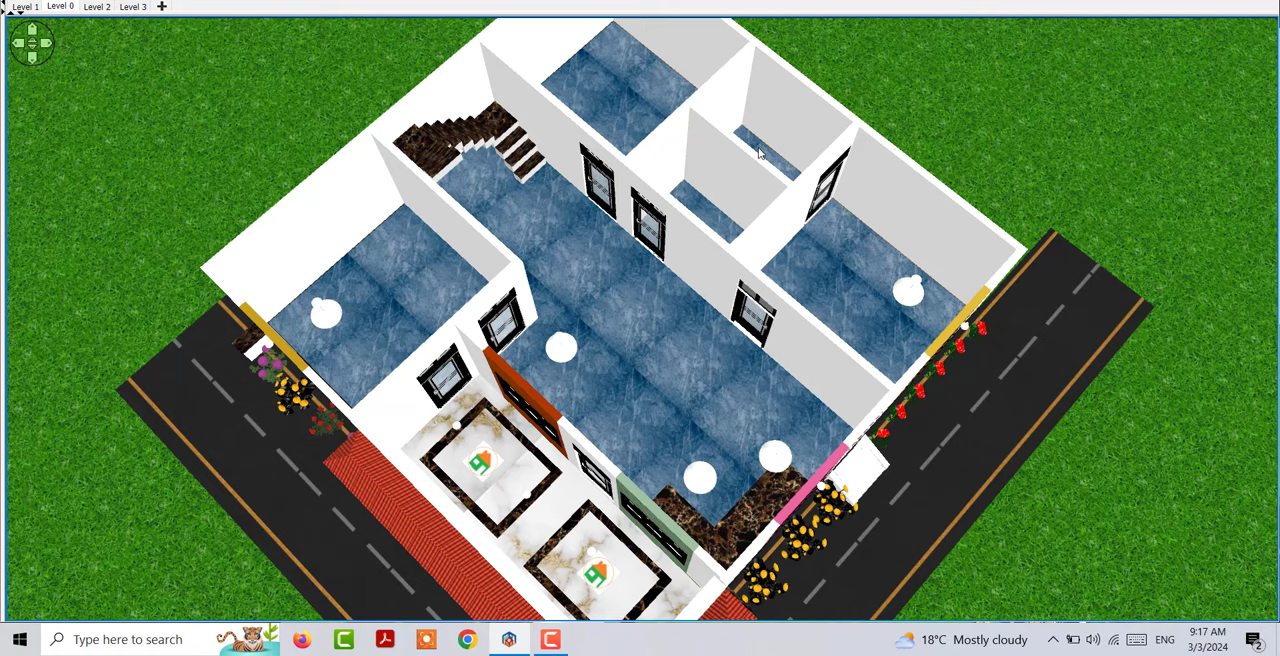 Level 1 Level 0 Level 2 Level 3
Type here to search
18°C Mostly cloudy
ENG
9:17 AM
3/3/2024
2